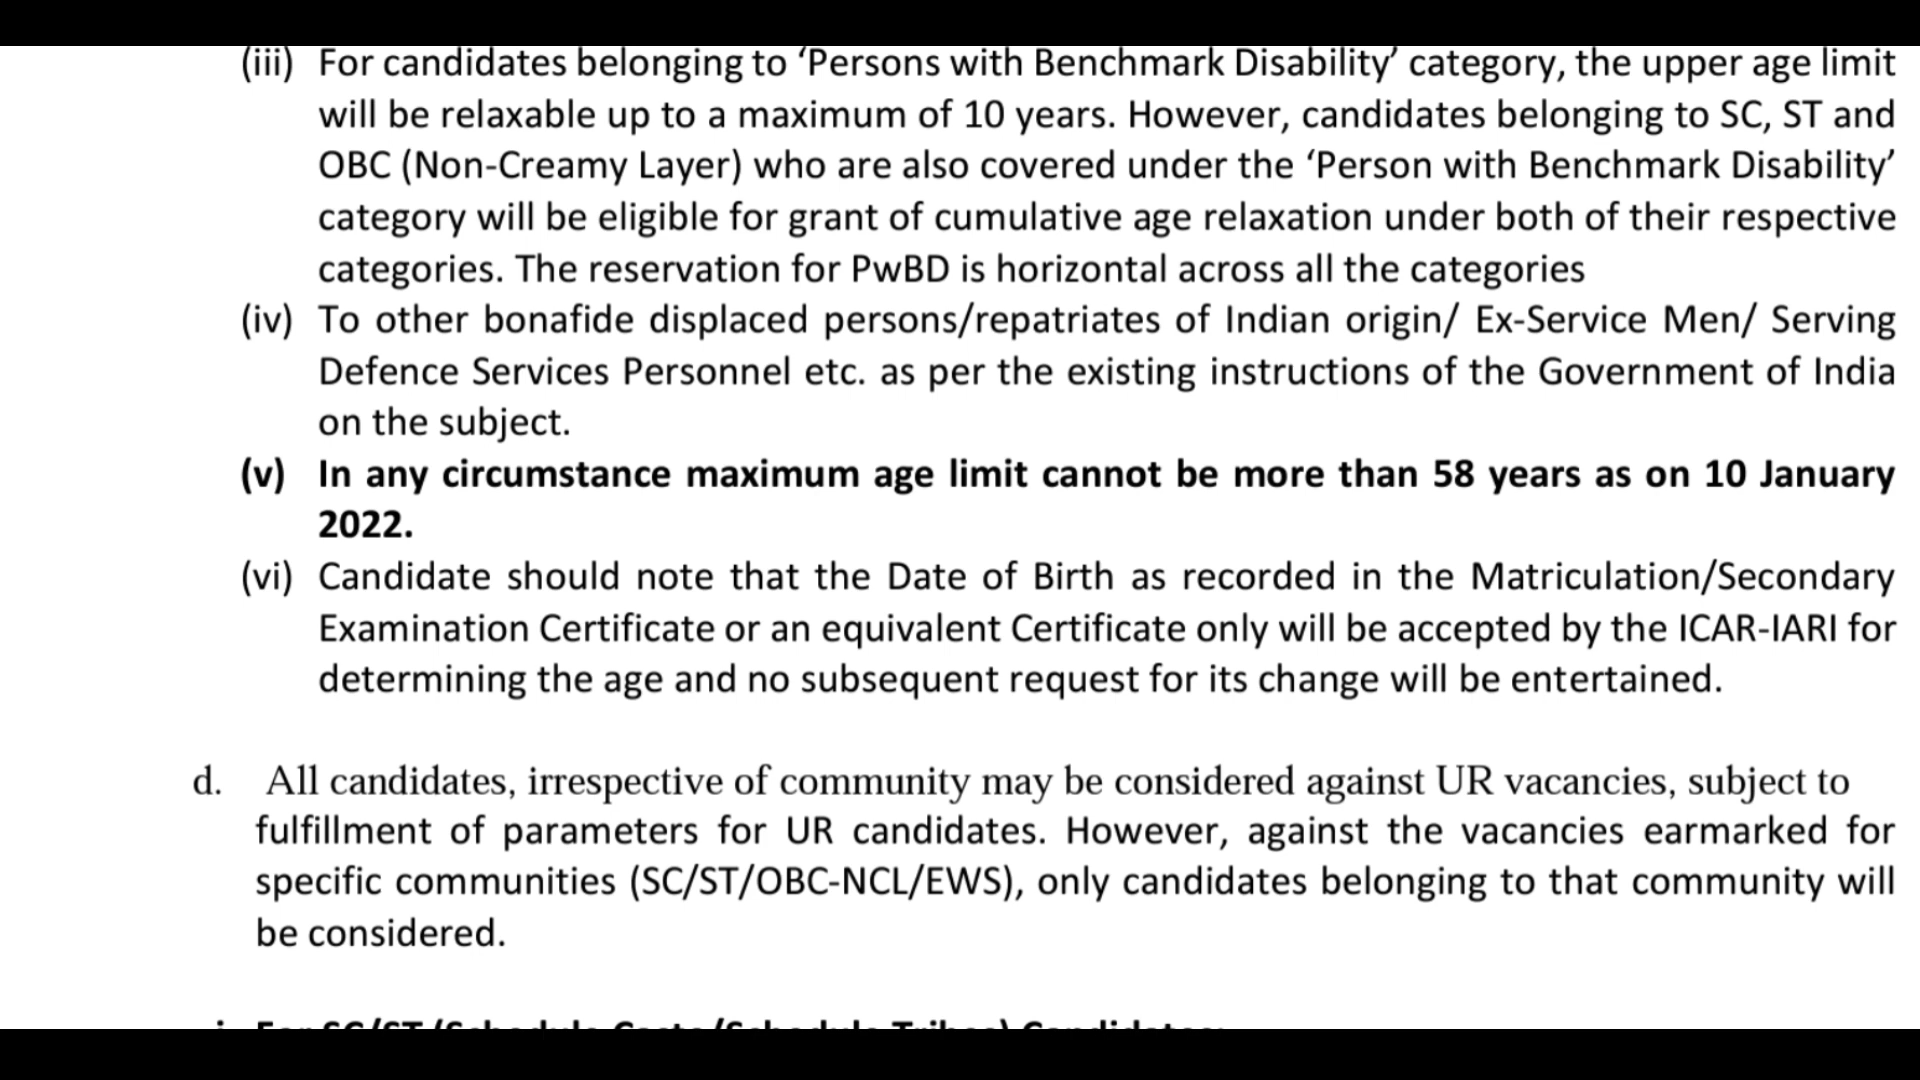 (iii) For candidates belonging to ‘Persons with Benchmark Disability’ category, the upper age limit
will be relaxable up to a maximum of 10 years. However, candidates belonging to SC, ST and
OBC (Non-Creamy Layer) who are also covered under the ‘Person with Benchmark Disability’
category will be eligible for grant of cumulative age relaxation under both of their respective
categories. The reservation for PwBD is horizontal across all the categories
(iv) To other bonafide displaced persons/repatriates of Indian origin/ Ex-Service Men/ Serving
Defence Services Personnel etc. as per the existing instructions of the Government of India
on the subject.
(v) In any circumstance maximum age limit cannot be more than 58 years as on 10 January
2022.
(vi) Candidate should note that the Date of Birth as recorded in the Matriculation/Secondary
Examination Certificate or an equivalent Certificate only will be accepted by the ICAR-IARI for
determining the age and no subsequent request for its change will be entertained.
d. All candidates, irrespective of community may be considered against UR vacancies, subject to
fulfillment of parameters for UR candidates. However, against the vacancies earmarked for
specific communities (SC/ST/OBC-NCL/EWS), only candidates belonging to that community will
be considered.
i. For SC/ST (Schedule Caste/Schedule Tribes) Candidates: